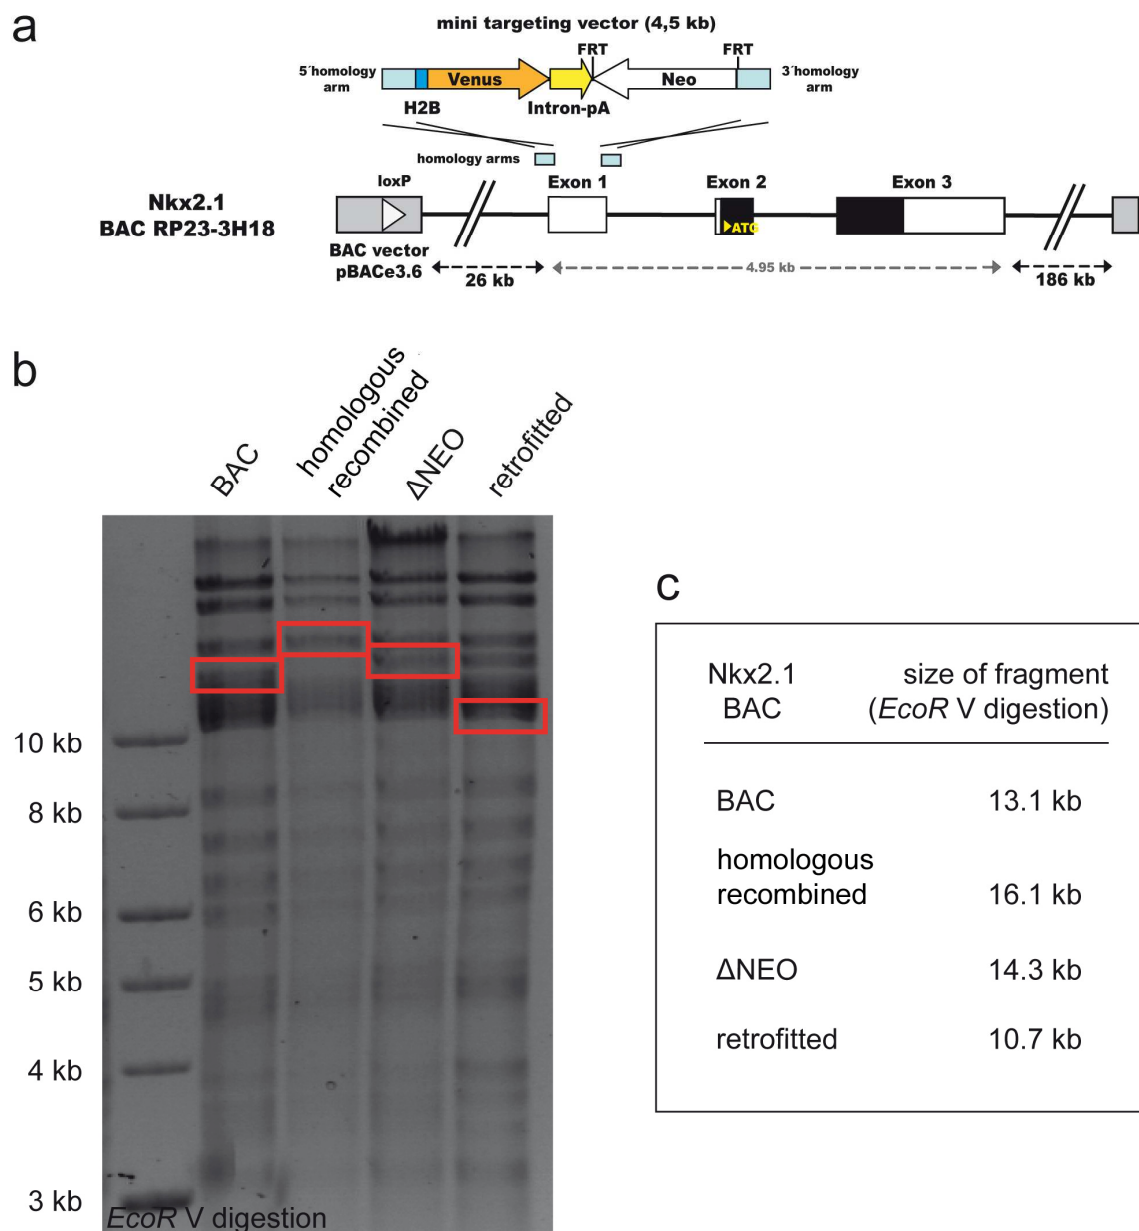 a
mini targeting vector (4,5 kb)
FRT
FRT
5´homology
arm
Venus
Neo
3´homology
arm
H2B
Intron-pA
homology arms
loxP
Exon 1
Exon 2
Exon 3
Nkx2.1
BAC RP23-3H18
ATG
BAC vector
pBACe3.6
26 kb
4.95 kb
186 kb
b
BAC
homologous
recombined
ΔNEO
retrofitted
10 kb
8 kb
6 kb
5 kb
4 kb
3 kb
EcoR V digestion
c
Nkx2.1 size of fragment
BAC (EcoR V digestion)
BAC 13.1 kb
homologous
recombined 16.1 kb
ΔNEO 14.3 kb
retrofitted 10.7 kb